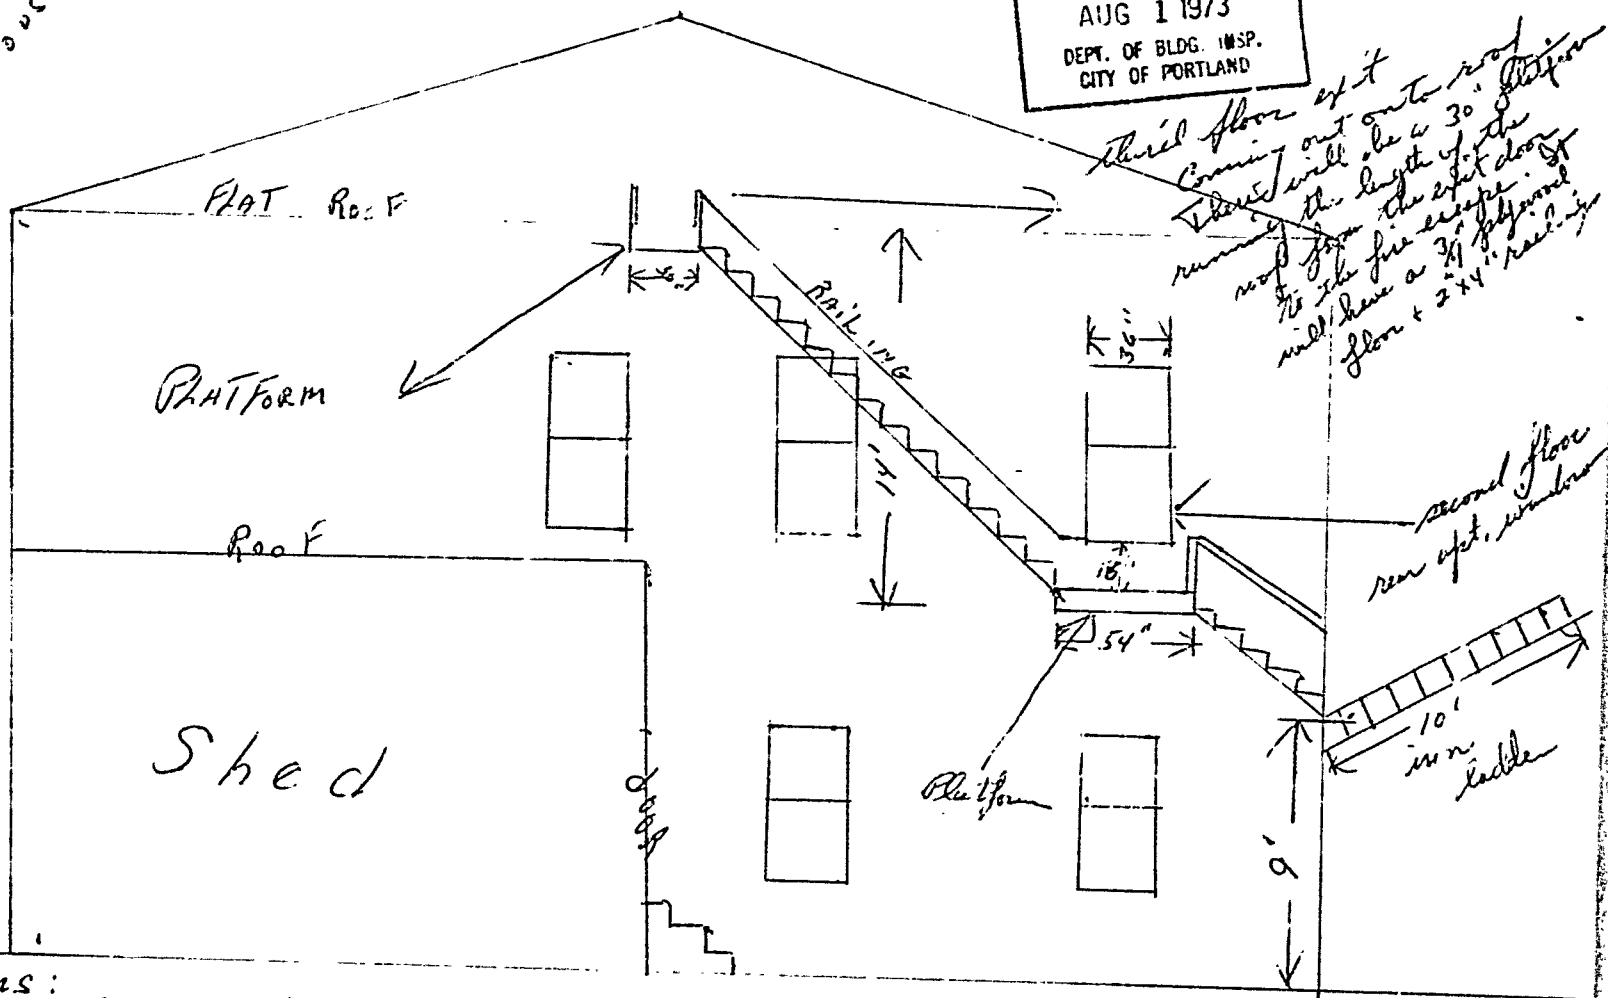 AUG 1 1973
DEPT. OF BLDG. INSP.
CITY OF PORTLAND
third floor exit
Coming out onto roof.
There will be a 30" platform
running the length of the
roof from the exit door
to the fire escape. It
will have a 3/4" plywood
floor + 2"x4" railing
FLAT ROOF
RAILING
36"
PLATFORM
14'
second floor
rear apt. window
ROOF
18"
54"
10'
iron
ladder
Shed
Platform
DOOR
9'